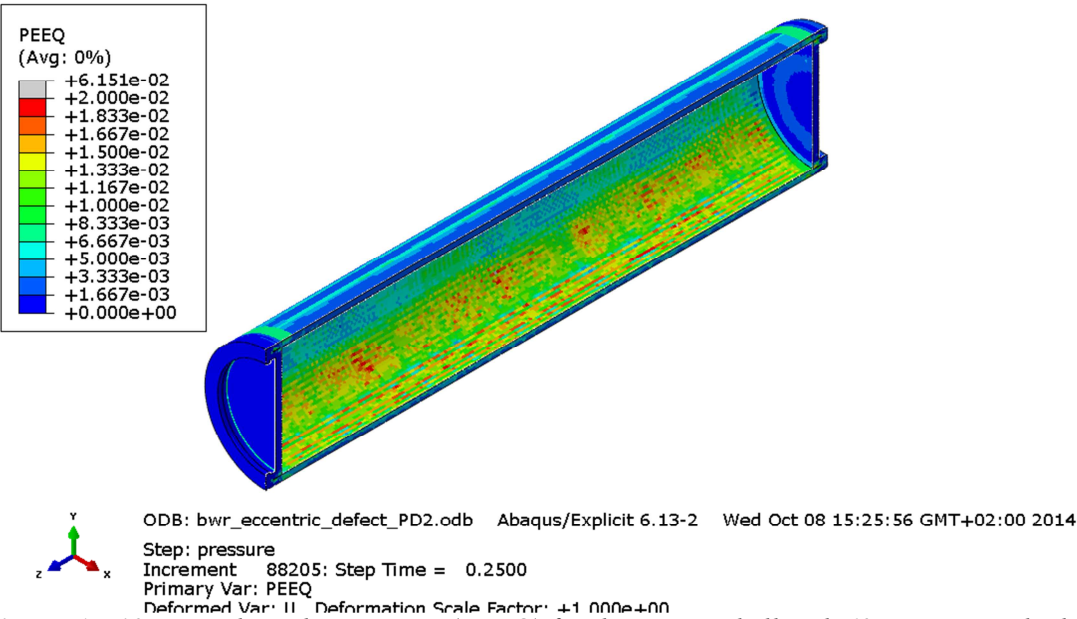 PEEQ
(Avg: 0%)
+6.151e-02
+2.000e-02
+1.833e-02
+1.667e-02
+1.500e-02
+1.333e-02
+1.167e-02
+1.000e-02
+8.333e-03
+6.667e-03
+5.000e-03
+3.333e-03
+1.667e-03
+0.000e+00
Y
Z X
ODB: bwr_eccentric_defect_PD2.odb Abaqus/Explicit 6.13-2 Wed Oct 08 15:25:56 GMT+02:00 2014
Step: pressure
Increment 88205: Step Time = 0.2500
Primary Var: PEEQ
Deformed Var: U Deformation Scale Factor: +1.000e+00